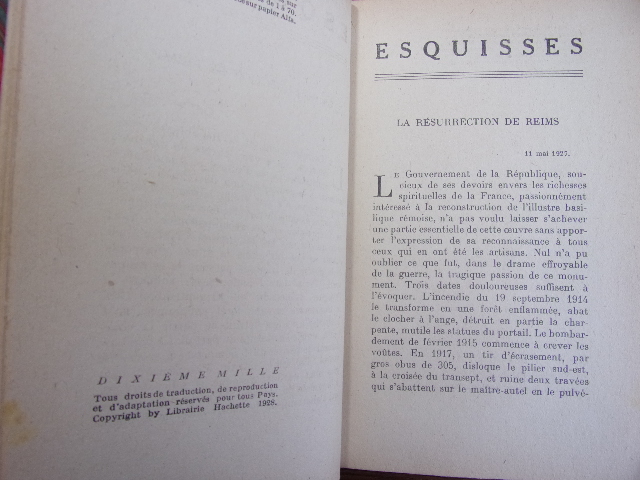 sur
de 1 à 70.
sur papier Alfa.
DIXIÈME MILLE
Tous droits de traduction, de reproduction
et d'adaptation réservés pour tous Pays.
Copyright by Librairie Hachette 1928.
ESQUISSES
LA RÉSURRECTION DE REIMS
11 mai 1927.
LE Gouvernement de la République, sou-
cieux de ses devoirs envers les richesses
spirituelles de la France, passionnément
intéressé à la reconstruction de l'illustre basi-
lique rémoise, n'a pas voulu laisser s'achever
une partie essentielle de cette œuvre sans appor-
ter l'expression de sa reconnaissance à tous
ceux qui en ont été les artisans. Nul n'a pu
oublier ce que fut, dans le drame effroyable
de la guerre, la tragique passion de ce monu-
ment. Trois dates douloureuses suffisent à
l'évoquer. L'incendie du 19 septembre 1914
le transforme en une forêt enflammée, abat
le clocher à l'ange, détruit en partie la char-
pente, mutile les statues du portail. Le bombar-
dement de février 1915 commence à crever les
voûtes. En 1917, un tir d'écrasement, par
gros obus de 305, disloque le pilier sud-est,
à la croisée du transept, et ruine deux travées
qui s'abattent sur le maître-autel en le pulvé-